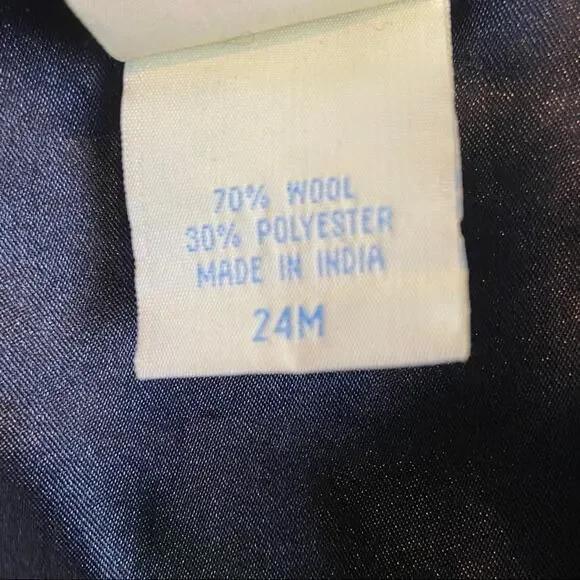 70% WOOL
30% POLYESTER
MADE IN INDIA
24M